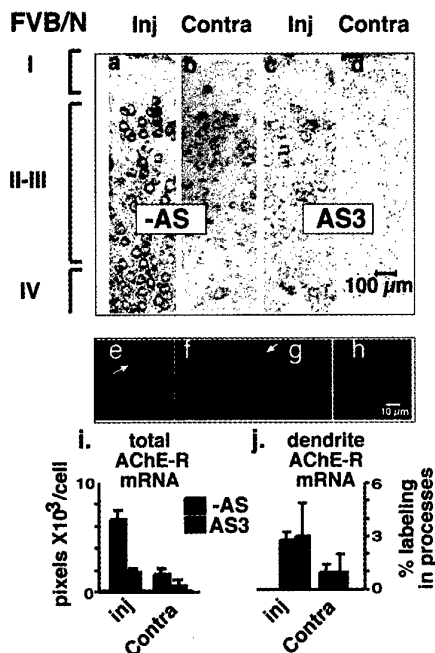 FVB/N Inj Contra Inj Contra
I a b c d
II-III
-AS AS3
IV 100 µm
e f g h
10 µm
i. total AChE-R mRNA
j. dendrite AChE-R mRNA
10 6
pixels X10³/cell
-AS
AS3
3
% labeling in processes
0 0
Inj Contra Inj Contra